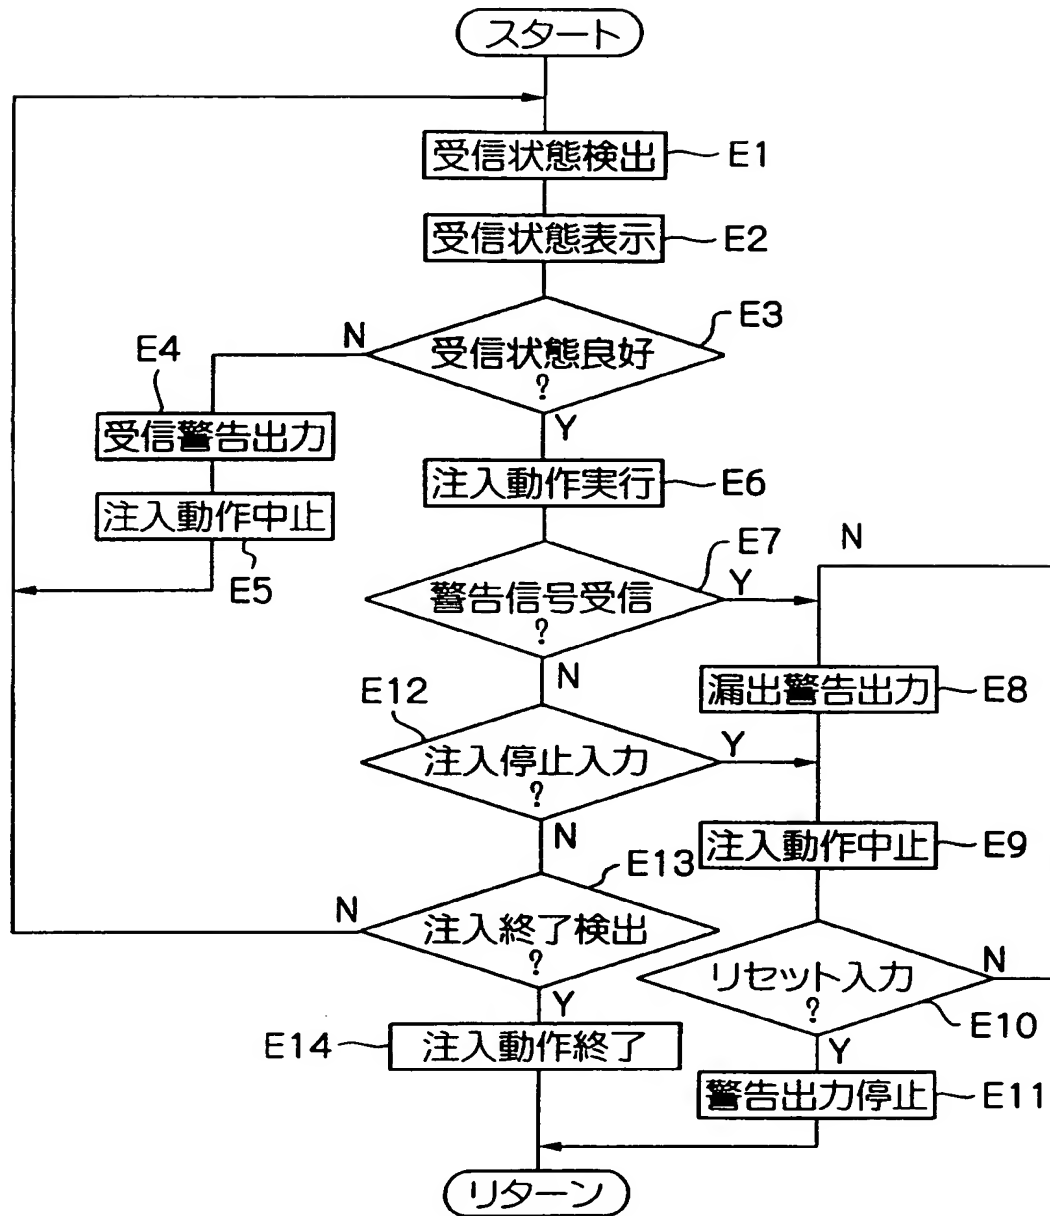 スタート
受信状態検出
E1
受信状態表示
E2
受信状態良好
?
E3
N
Y
E4
受信警告出力
注入動作中止
E5
注入動作実行
E6
警告信号受信
?
E7
Y
N
N
漏出警告出力
E8
E12
注入停止入力
?
Y
N
注入動作中止
E9
E13
注入終了検出
?
N
Y
リセット入力
?
N
E10
Y
E14
注入動作終了
警告出力停止
E11
リターン